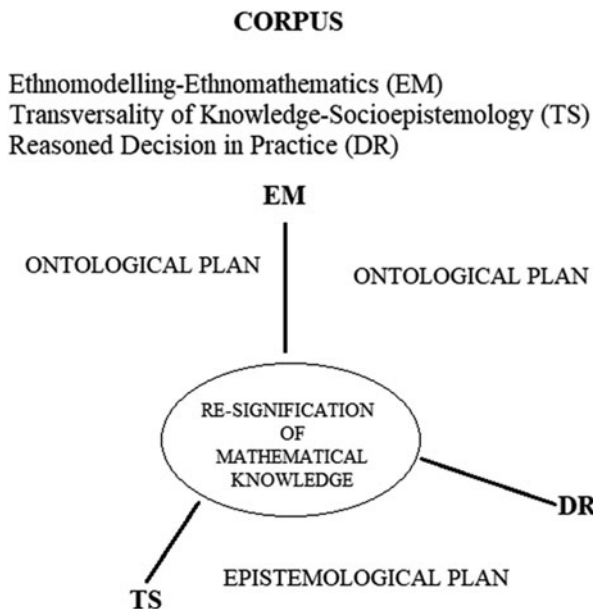 CORPUS
Ethnomodelling-Ethnomathematics (EM)
Transversality of Knowledge-Socioepistemology (TS)
Reasoned Decision in Practice (DR)
EM
ONTOLOGICAL PLAN
ONTOLOGICAL PLAN
RE-SIGNIFICATION
OF
MATHEMATICAL
KNOWLEDGE
DR
EPISTEMOLOGICAL PLAN
TS